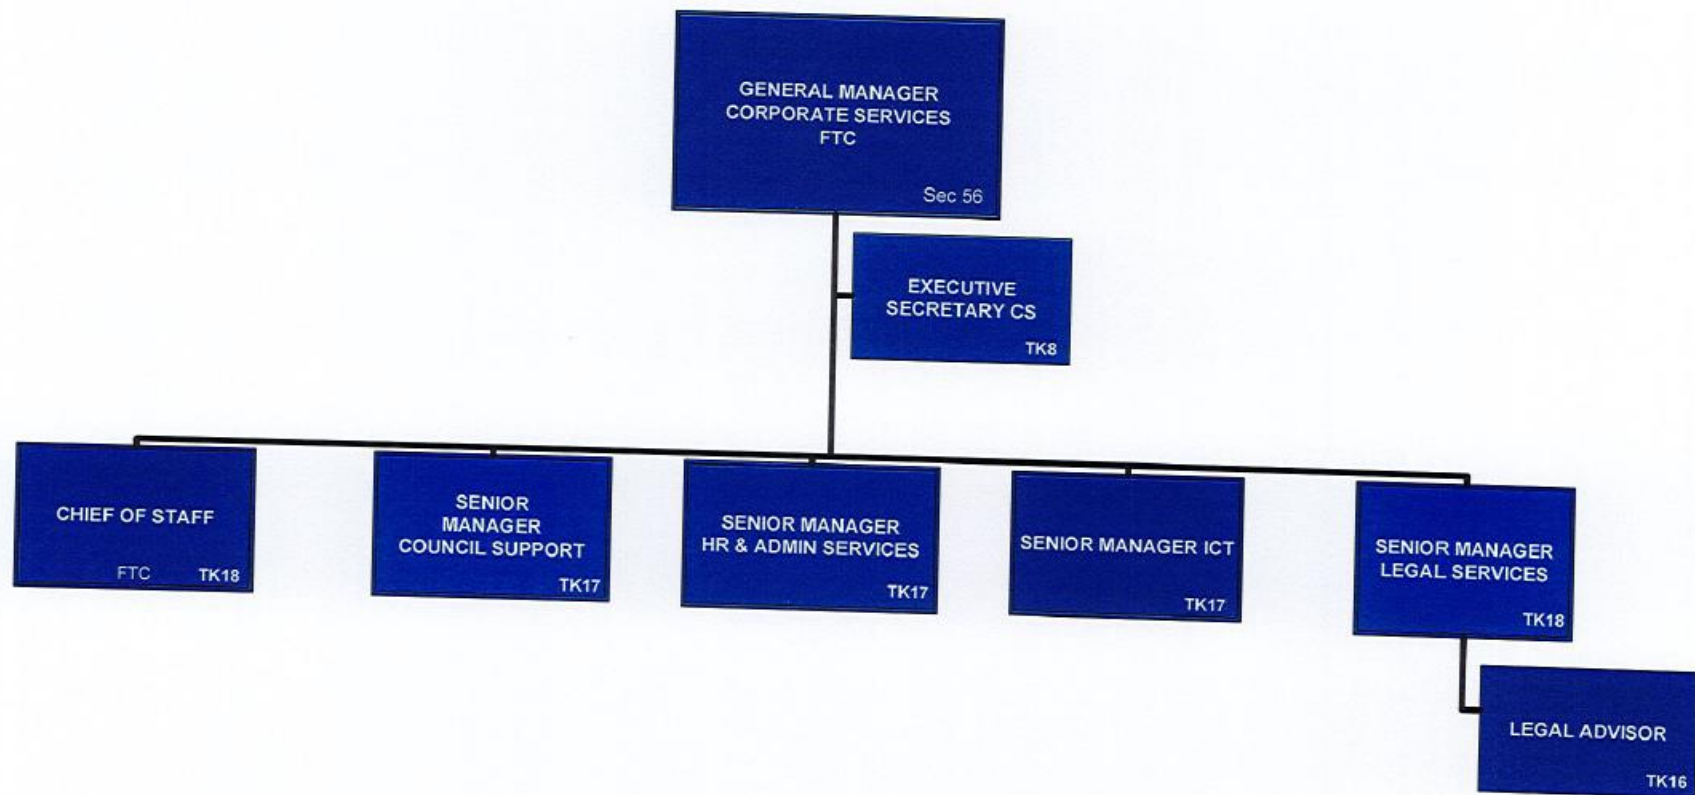 GENERAL MANAGER
CORPORATE SERVICES
FTC
Sec 56
EXECUTIVE
SECRETARY CS
TK8
CHIEF OF STAFF
FTC TK18
SENIOR
MANAGER
COUNCIL SUPPORT
TK17
SENIOR MANAGER
HR & ADMIN SERVICES
TK17
SENIOR MANAGER ICT
TK17
SENIOR MANAGER
LEGAL SERVICES
TK18
LEGAL ADVISOR
TK16